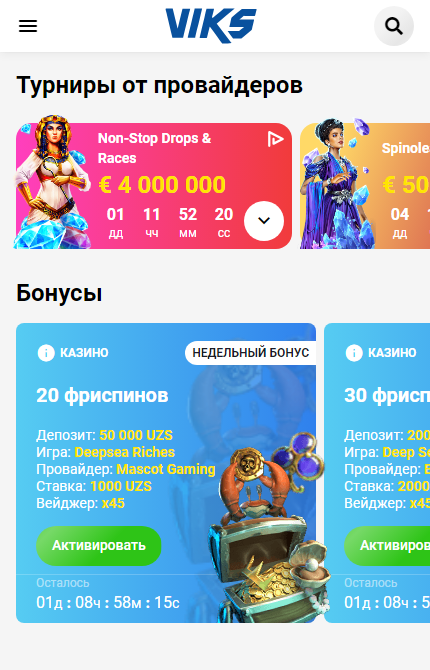 VIKS
Турниры от провайдеров
Non-Stop Drops &
Races
€ 4 000 000
01 11 52 20
ДД ЧЧ ММ СС
€ 50
04
ДД
Бонусы
КАЗИНО
НЕДЕЛЬНЫЙ БОНУС
20 фриспинов
Депозит: 50 000 UZS
Игра: Deepsea Riches
Провайдер: Mascot Gaming
Ставка: 1000 UZS
Вейджер: x45
Активировать
Осталось
01д : 08ч : 58м : 15с
КАЗИНО
30 фрисп
Депозит: 200
Игра: Deep S
Провайдер:
Ставка: 2000
Вейджер: x45
Активиров
Осталось
01д : 08ч : 5